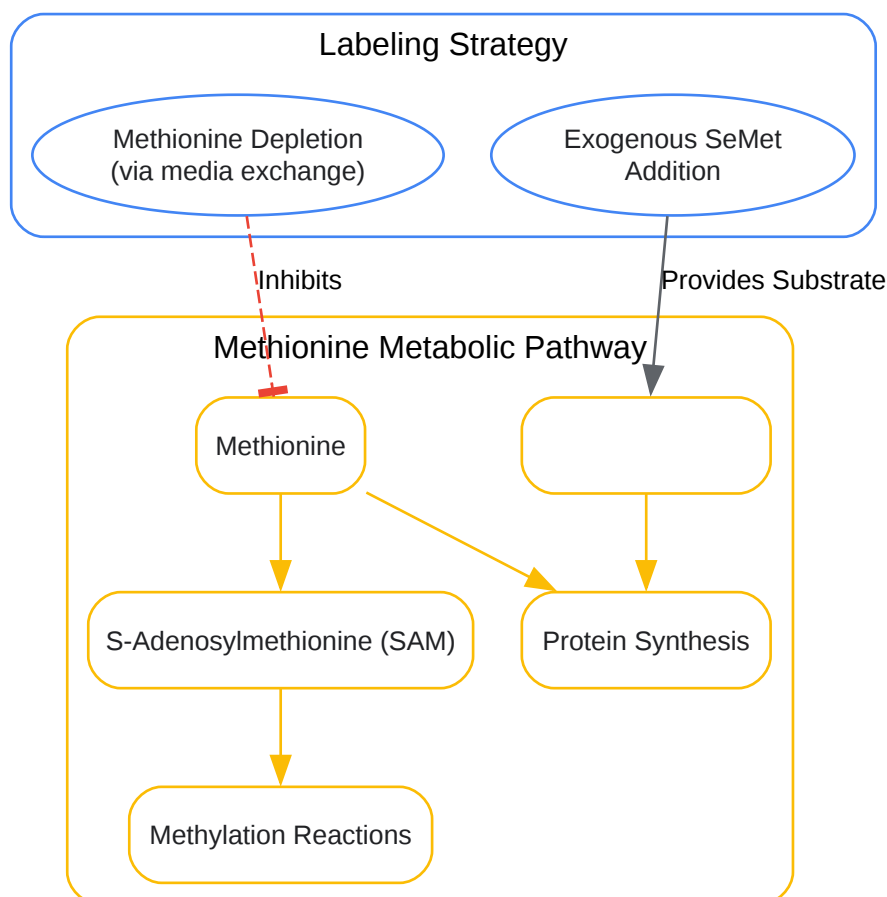 Labeling Strategy
Methionine Depletion
(via media exchange)
Exogenous SeMet
Addition
Inhibits
Provides Substrate
Methionine Metabolic Pathway
Methionine
S-Adenosylmethionine (SAM)
Protein Synthesis
Methylation Reactions